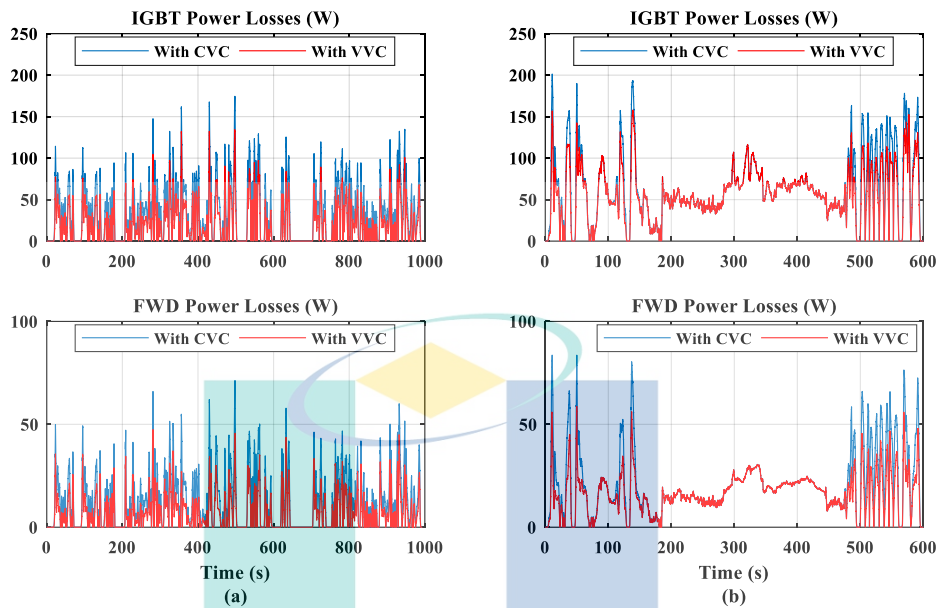 IGBT Power Losses (W)
With CVC With VVC
250
200
150
100
50
0
0 200 400 600 800 1000
IGBT Power Losses (W)
With CVC With VVC
250
200
150
100
50
0
0 100 200 300 400 500 600
FWD Power Losses (W)
With CVC With VVC
100
50
0
0 200 400 600 800 1000
Time (s)
(a)
FWD Power Losses (W)
With CVC With VVC
100
50
0
0 100 200 300 400 500 600
Time (s)
(b)